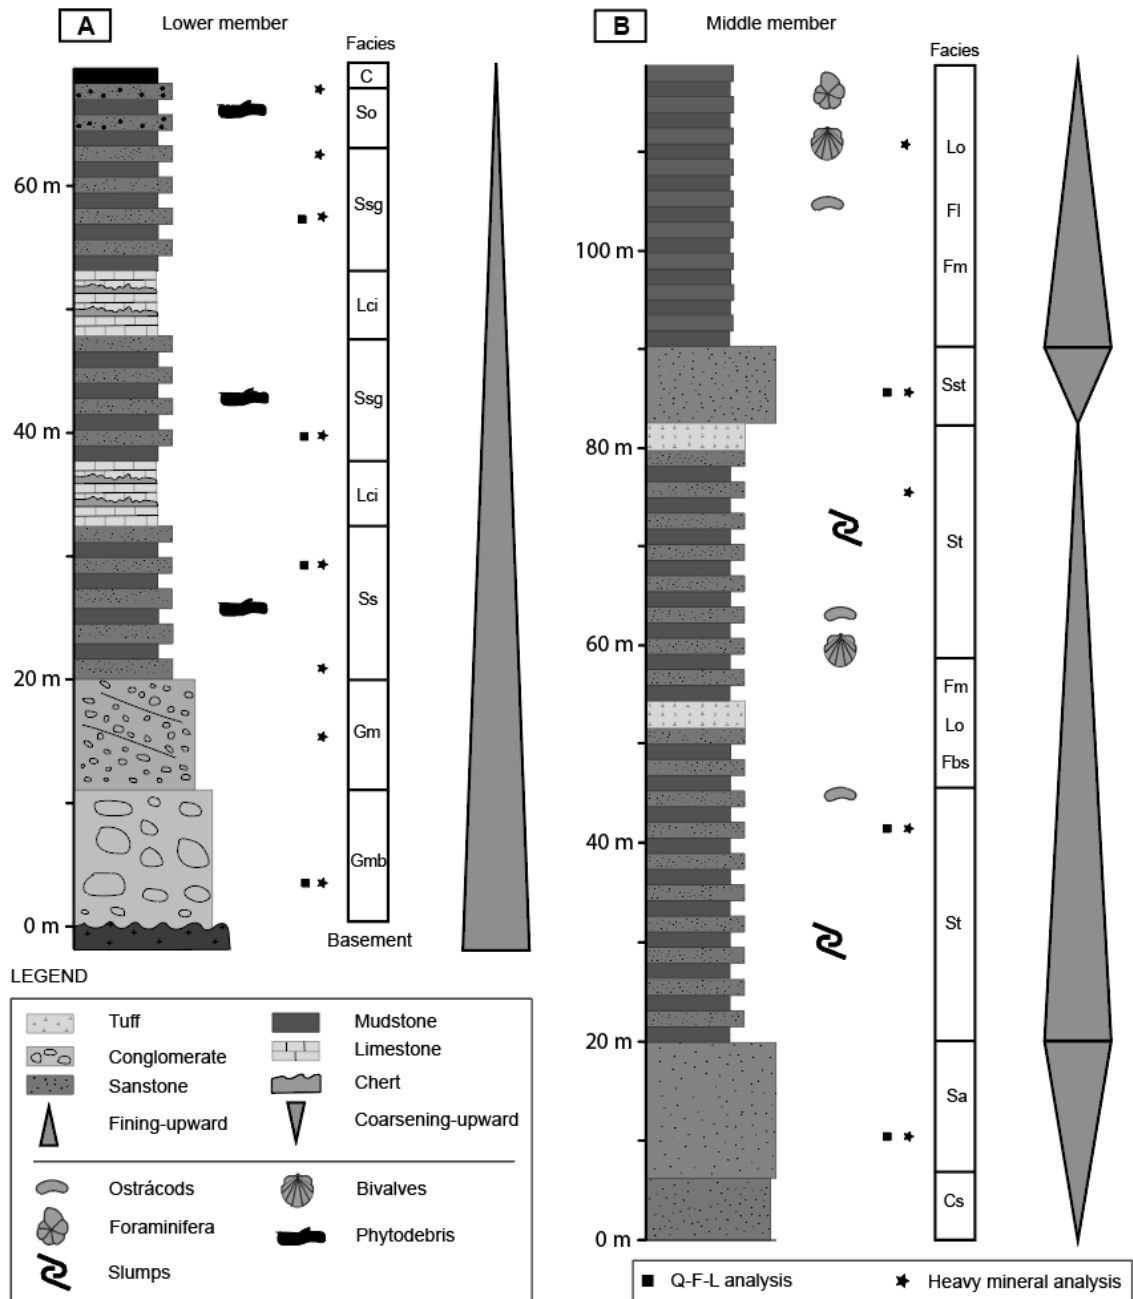 A Lower member
Facies
C
So
60 m
Ssg
Lci
Ssg
40 m
Lci
Ss
20 m
Gm
Gmb
0 m
Basement
B Middle member
Facies
Lo
Fl
100 m
Fm
Sst
80 m
St
60 m
Fm
Lo
Fbs
40 m
St
20 m
Sa
Cs
0 m
LEGEND
Tuff
Mudstone
Conglomerate
Limestone
Sanstone
Chert
Fining-upward
Coarsening-upward
Ostrácods
Bivalves
Foraminifera
Phytodebris
Slumps
Q-F-L analysis
Heavy mineral analysis